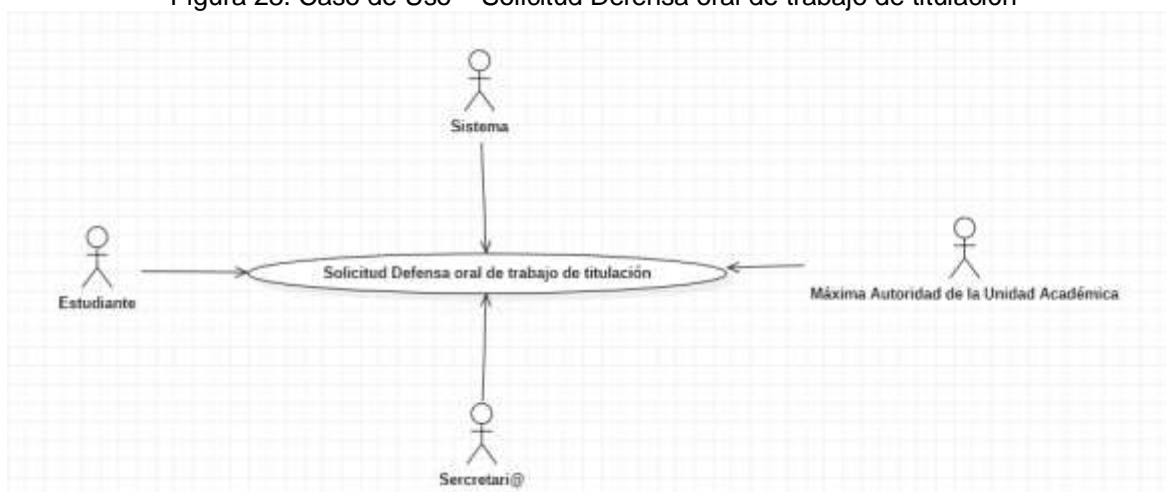 Figura 23. Caso de Uso – Solicitud Defensa oral de trabajo de titulación
Sistema
Estudiante
Solicitud Defensa oral de trabajo de titulación
Máxima Autoridad de la Unidad Académica
Sercretari@